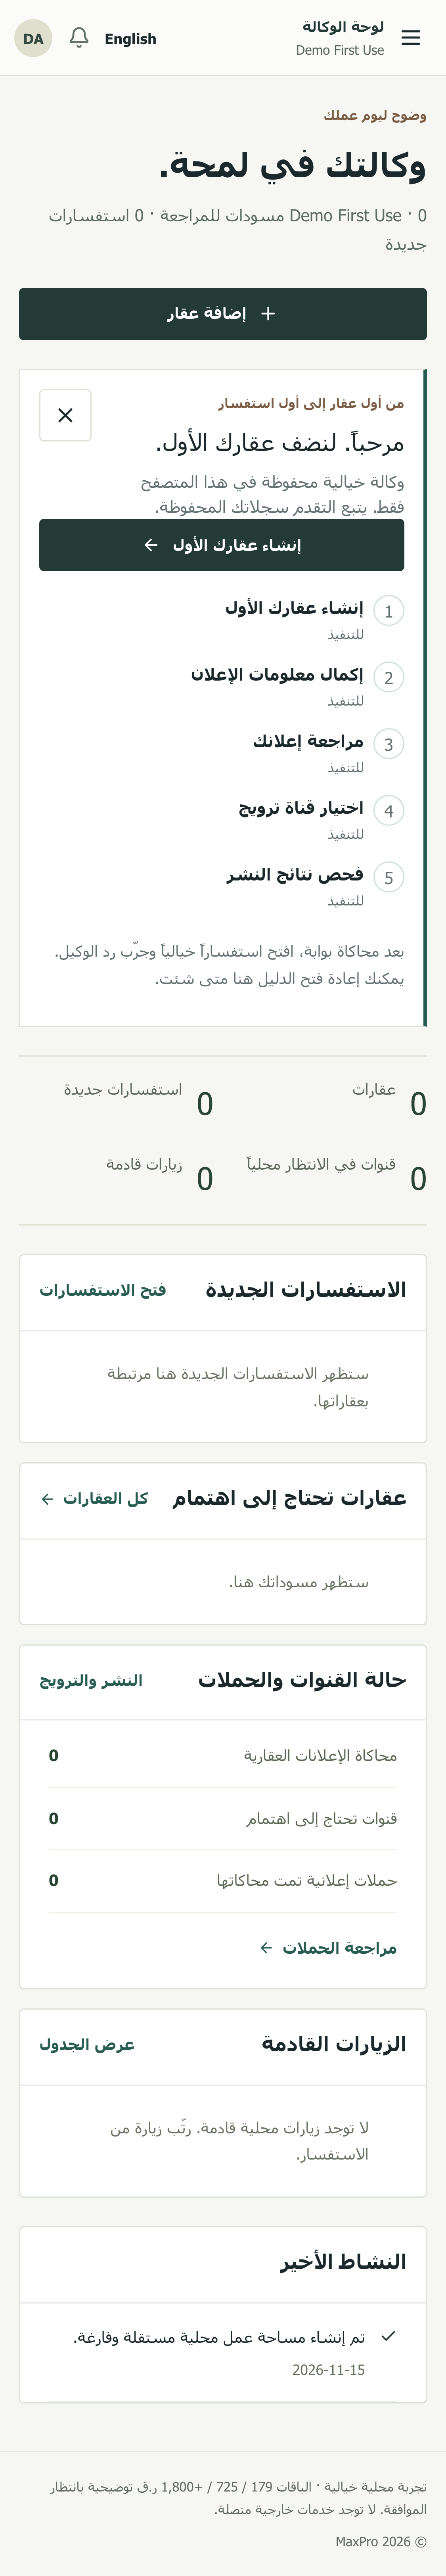 لوحة الوكالة
Demo First Use
English
DA
وضوح ليوم عملك
وكالتك في لمحة.
Demo First Use · 0 مسودات للمراجعة · 0 استفسارات
جديدة
إضافة عقار
من أول عقار إلى أول استفسار
مرحباً. لنضف عقارك الأول.
وكالة خيالية محفوظة في هذا المتصفح
فقط. يتبع التقدم سجلاتك المحفوظة.
إنشاء عقارك الأول ←
1 إنشاء عقارك الأول
للتنفيذ
2 إكمال معلومات الإعلان
للتنفيذ
3 مراجعة إعلانك
للتنفيذ
4 اختيار قناة ترويج
للتنفيذ
5 فحص نتائج النشر
للتنفيذ
بعد محاكاة بوابة، افتح استفساراً خيالياً وجرّب رد الوكيل.
يمكنك إعادة فتح الدليل هنا متى شئت.
0 عقارات
0 استفسارات جديدة
0 قنوات في الانتظار محلياً
0 زيارات قادمة
الاستفسارات الجديدة
فتح الاستفسارات
ستظهر الاستفسارات الجديدة هنا مرتبطة
بعقاراتها.
عقارات تحتاج إلى اهتمام
كل العقارات ←
ستظهر مسوداتك هنا.
حالة القنوات والحملات
النشر والترويج
محاكاة الإعلانات العقارية 0
قنوات تحتاج إلى اهتمام 0
حملات إعلانية تمت محاكاتها 0
مراجعة الحملات ←
الزيارات القادمة
عرض الجدول
لا توجد زيارات محلية قادمة. رتّب زيارة من
الاستفسار.
النشاط الأخير
تم إنشاء مساحة عمل محلية مستقلة وفارغة.
2026-11-15
تجربة محلية خيالية · الباقات 179 / 725 / +1,800 ر.ق توضيحية بانتظار
الموافقة. لا توجد خدمات خارجية متصلة.
© 2026 MaxPro